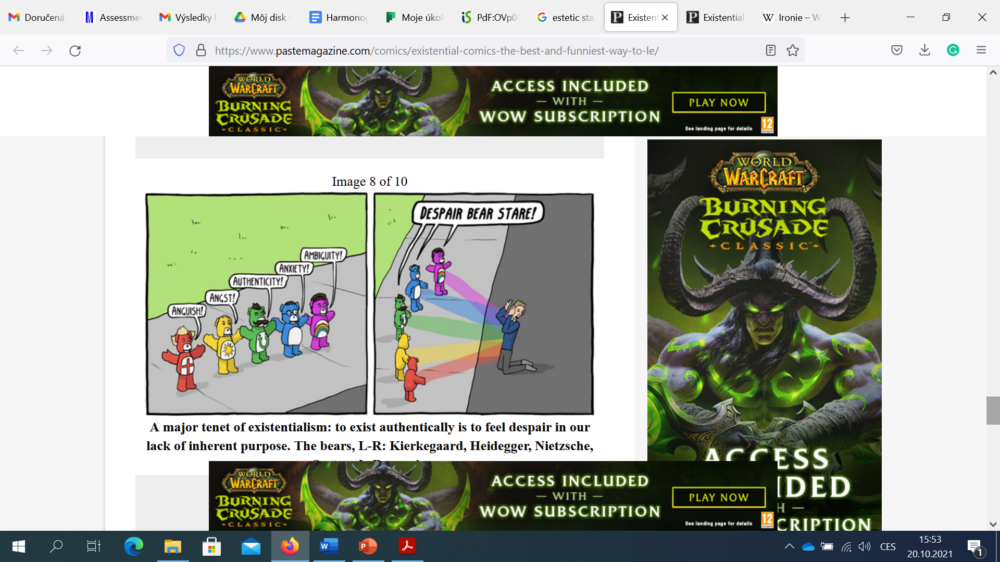 Doručená
Assessmen
Výsledky h
Môj disk -
Harmonog
Moje úkol
PdF:OVp0
estetic sta
Existent
Existential
Ironie – W
https://www.pastemagazine.com/comics/existential-comics-the-best-and-funniest-way-to-le/
WORLD OF WARCRAFT
BURNING CRUSADE
CLASSIC
ACCESS INCLUDED
— WITH —
WOW SUBSCRIPTION
PLAY NOW
See landing page for details
12
Image 8 of 10
ANGUISH!
ANGST!
AUTHENTICITY!
ANXIETY!
AMBIGUITY!
DESPAIR BEAR STARE!
A major tenet of existentialism: to exist authentically is to feel despair in our
lack of inherent purpose. The bears, L-R: Kierkegaard, Heidegger, Nietzsche,
WORLD OF WARCRAFT
BURNING
CRUSADE
CLASSIC
ACCESS
DED
H —
CRIPTION
WORLD OF WARCRAFT
BURNING CRUSADE
CLASSIC
ACCESS INCLUDED
— WITH —
WOW SUBSCRIPTION
PLAY NOW
See landing page for details
12
CES
15:53
20.10.2021
1